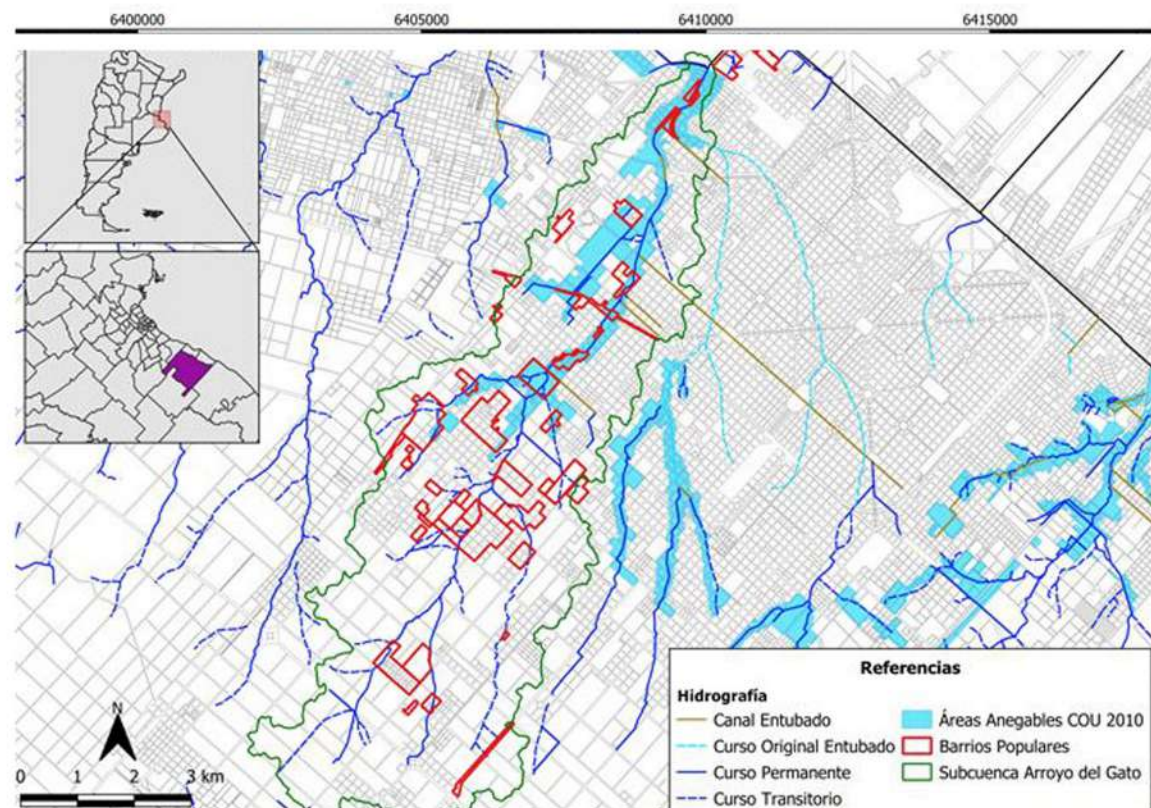 6400000 6405000 6410000 6415000
N
0 1 2 3 km
Referencias
Hidrografía
Canal Entubado
Curso Original Entubado
Curso Permanente
Curso Transitorio
Áreas Anegables COU 2010
Barrios Populares
Subcuenca Arroyo del Gato